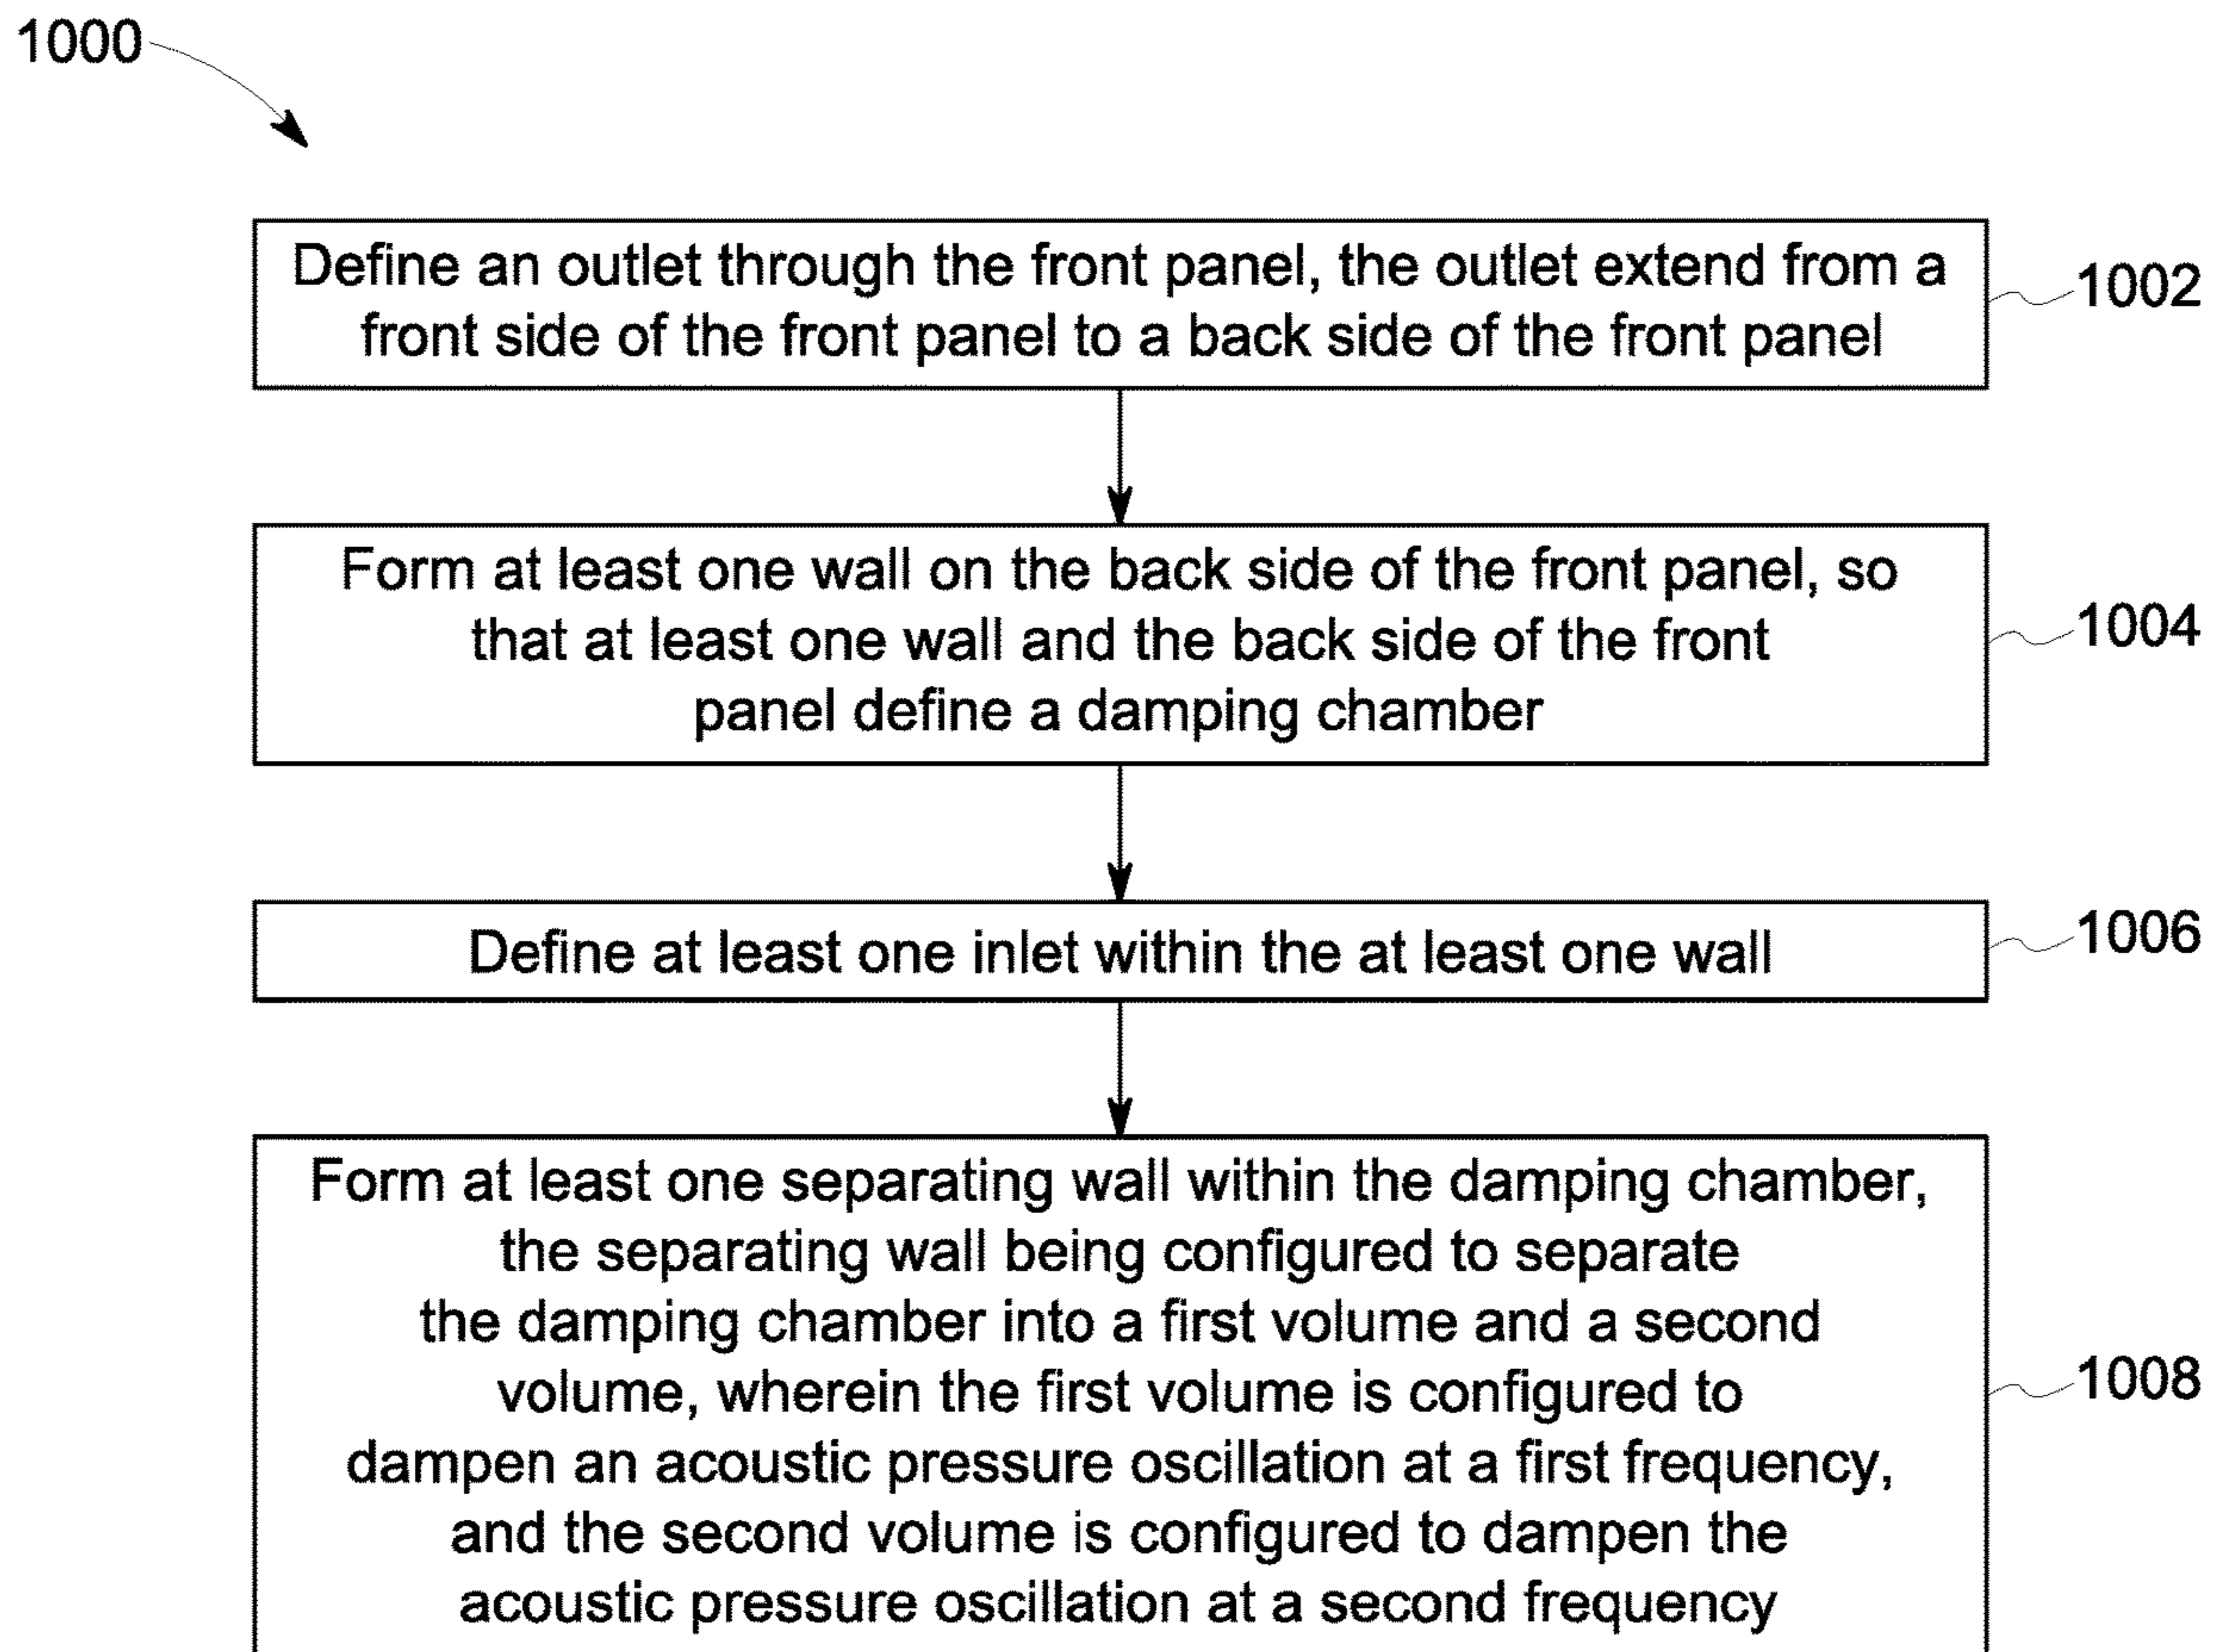 1000
Define an outlet through the front panel, the outlet extend from a
front side of the front panel to a back side of the front panel
1002
Form at least one wall on the back side of the front panel, so
that at least one wall and the back side of the front
panel define a damping chamber
1004
Define at least one inlet within the at least one wall
1006
Form at least one separating wall within the damping chamber,
the separating wall being configured to separate
the damping chamber into a first volume and a second
volume, wherein the first volume is configured to
dampen an acoustic pressure oscillation at a first frequency,
and the second volume is configured to dampen the
acoustic pressure oscillation at a second frequency
1008